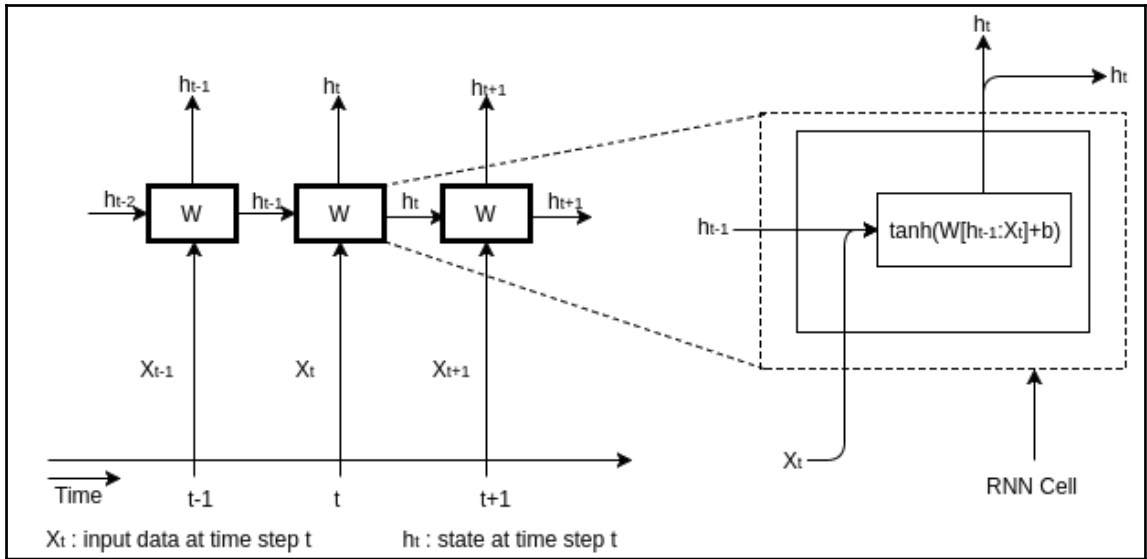 ht
ht
ht-1
ht
ht+1
ht-2
W
ht-1
W
ht
W
ht+1
ht-1
tanh(W[ht-1:Xt]+b)
Xt-1
Xt
Xt+1
Xt
RNN Cell
Time
t-1
t
t+1
Xt : input data at time step t
ht : state at time step t